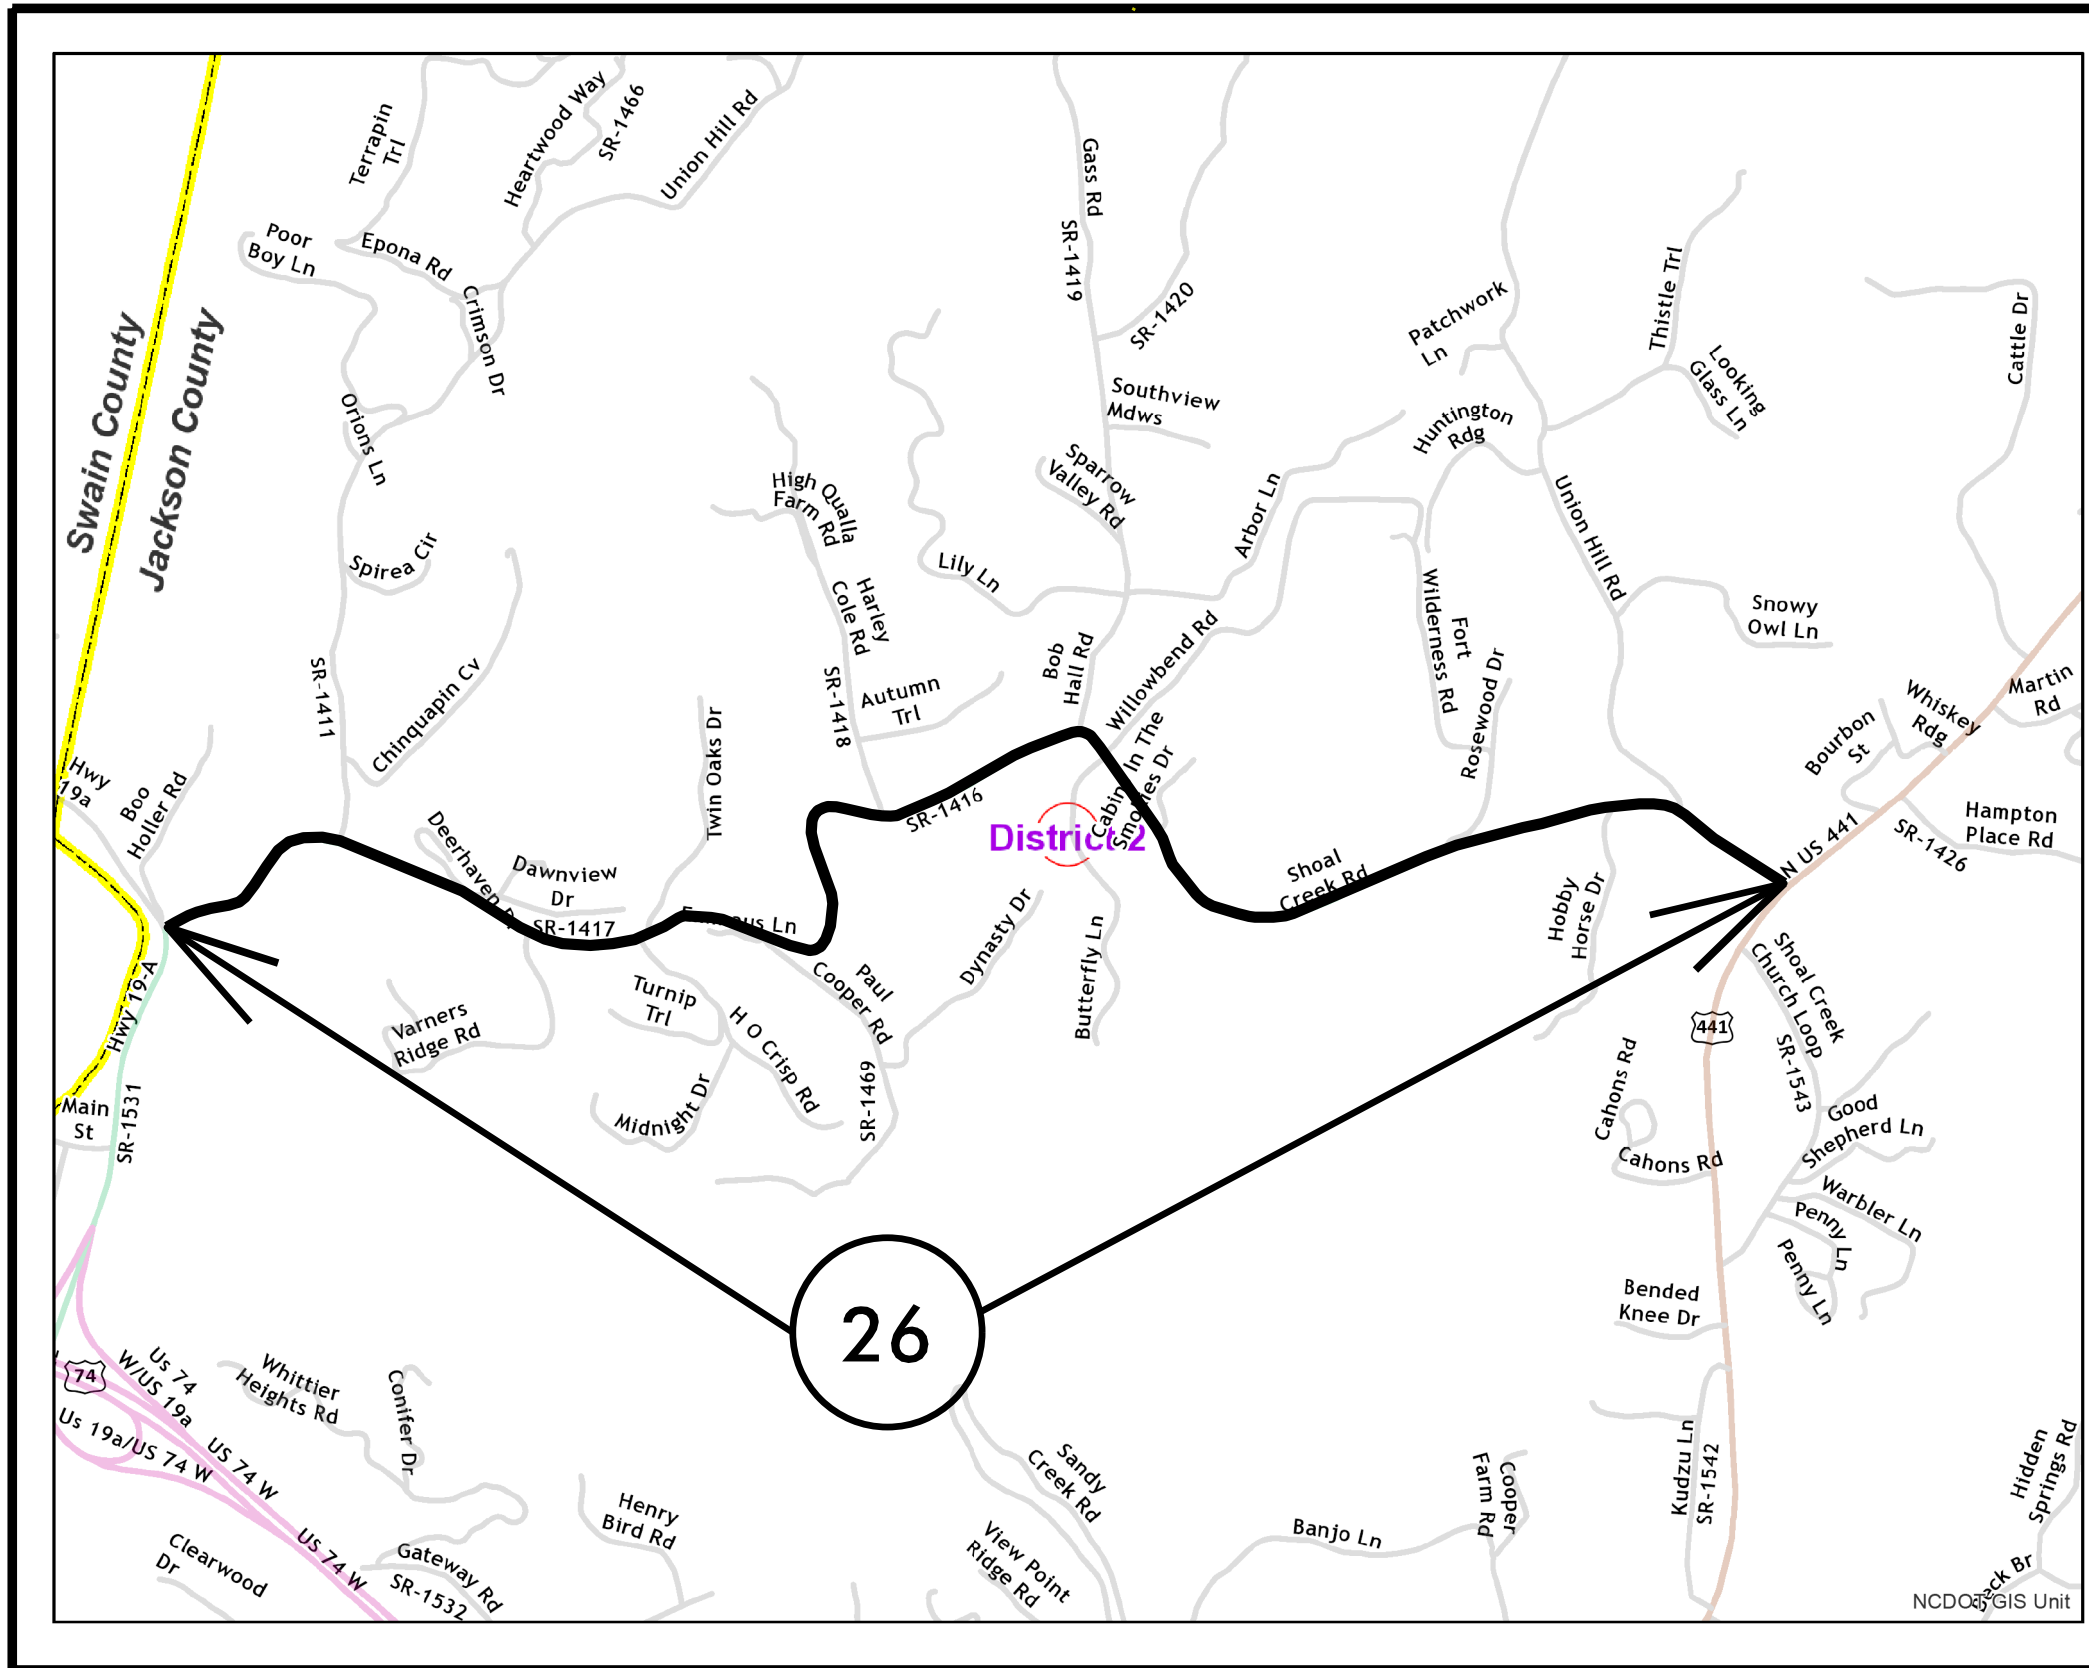 Terrapin
Trl
Heartwood Way
SR-1466
Union Hill Rd
Gass Rd
SR-1419
SR-1420
Poor
Boy Ln
Epona Rd
Crimson Dr
Swain County
Jackson County
Orions Ln
Patchwork
Ln
Thistle Trl
Looking
Glass Ln
Cattle Dr
Southview
Mdws
Huntington
Rdg
Sparrow
Valley Rd
Arbor Ln
High Qualla
Farm Rd
Union Hill Rd
Spirea Cir
Lily Ln
Harley
Cole Rd
Snowy
Owl Ln
Bob
Hall Rd
Willowbend Rd
Fort
Wilderness Rd
Rosewood Dr
SR-1411
Chinquapin Cv
SR-1418
Autumn
Trl
Martin
Rd
Whiskey
Rdg
Bourbon
St
Twin Oaks Dr
Hwy
19a
Boo
Holler Rd
Cabin In The
Smokies Dr
SR-1416
District 2
Hampton
Place Rd
SR-1426
N US 441
Deerhaven Dr
Dawnview
Dr
SR-1417
Ln
Shoal
Creek Rd
Hobby
Horse Dr
Dynasty Dr
Butterfly Ln
Paul
Cooper Rd
SR-1469
Turnip
Trl
H O Crisp Rd
Midnight Dr
Varners
Ridge Rd
Hwy 19-A
SR-1531
Main
St
441
Shoal Creek
Church Loop
SR-1543
Cahons Rd
Cahons Rd
Good
Shepherd Ln
Warbler Ln
Penny Ln
Penny Ln
Bended
Knee Dr
26
74
Us 74
W/US 19a
Us 19a/US 74 W
US 74 W
US 74 W
Whittier
Heights Rd
Conifer Dr
Clearwood
Dr
Gateway Rd
SR-1532
Henry
Bird Rd
Sandy
Creek Rd
View Point
Ridge Rd
Banjo Ln
Cooper
Farm Rd
Kudzu Ln
SR-1542
Hidden
Springs Rd
Br
NCDOT GIS Unit